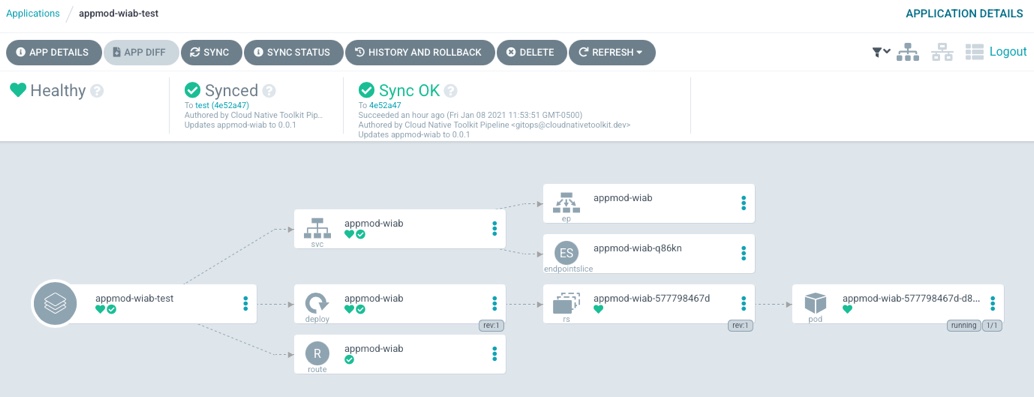 Applications / appmod-wiab-test
APPLICATION DETAILS
APP DETAILS
APP DIFF
SYNC
SYNC STATUS
HISTORY AND ROLLBACK
DELETE
REFRESH
Logout
Healthy
Synced
To test (4e52a47)
Authored by Cloud Native Toolkit Pip...
Updates appmod-wiab to 0.0.1
Sync OK
To 4e52a47
Succeeded an hour ago (Fri Jan 08 2021 11:53:51 GMT-0500)
Authored by Cloud Native Toolkit Pipeline <gitops@cloudnativetoolkit.dev>
Updates appmod-wiab to 0.0.1
appmod-wiab-test
appmod-wiab
svc
appmod-wiab
deploy
rev:1
R
appmod-wiab
route
appmod-wiab
ep
ES
appmod-wiab-q86kn
endpointslice
appmod-wiab-577798467d
rs
rev:1
appmod-wiab-577798467d-d8...
pod
running
1/1